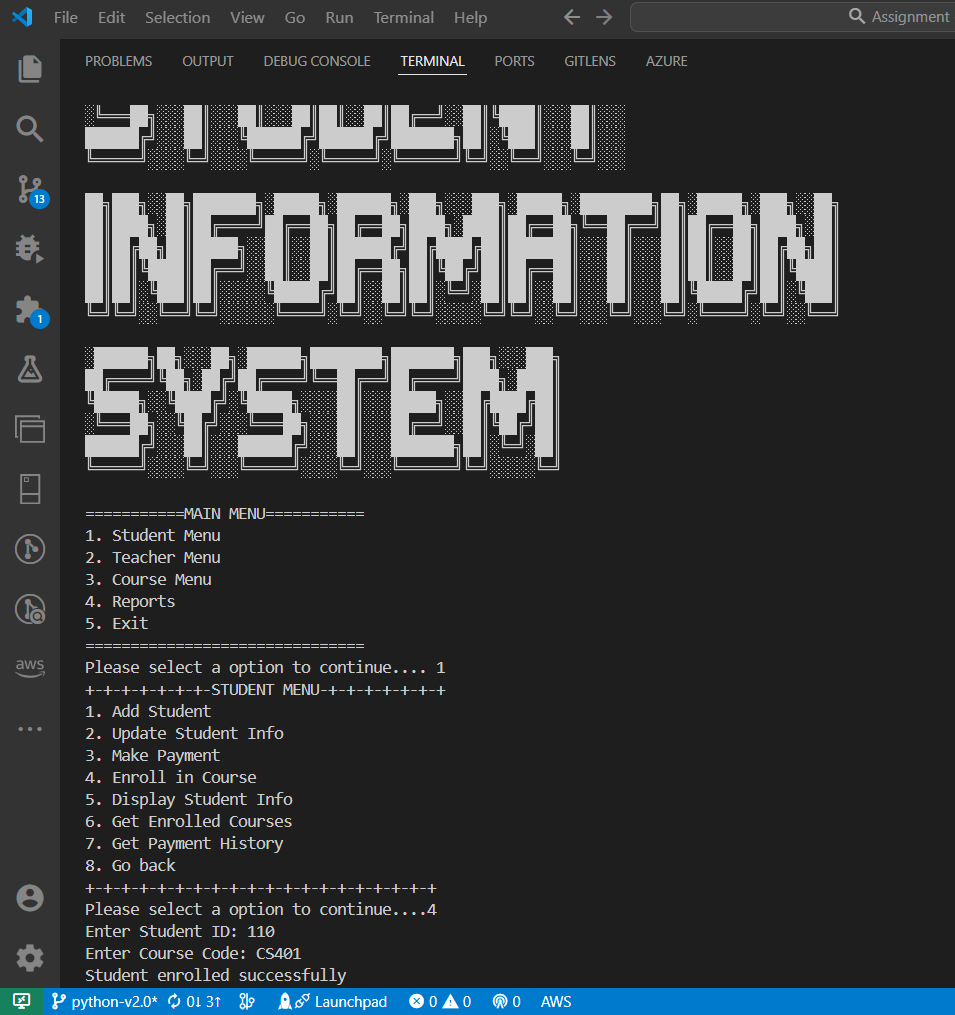 File Edit Selection View Go Run Terminal Help
Assignment
PROBLEMS OUTPUT DEBUG CONSOLE TERMINAL PORTS GITLENS AZURE
STUDENT
INFORMATION
SYSTEM
===========MAIN MENU===========
1. Student Menu
2. Teacher Menu
3. Course Menu
4. Reports
5. Exit
===============================
Please select a option to continue.... 1
+-+-+-+-+-+-+-STUDENT MENU-+-+-+-+-+-+-+
1. Add Student
2. Update Student Info
3. Make Payment
4. Enroll in Course
5. Display Student Info
6. Get Enrolled Courses
7. Get Payment History
8. Go back
+-+-+-+-+-+-+-+-+-+-+-+-+-+-+-+-+-+-+-+
Please select a option to continue....4
Enter Student ID: 110
Enter Course Code: CS401
Student enrolled successfully
13
1
aws
python-v2.0* 0↓ 3↑ Launchpad 0 0 0 AWS